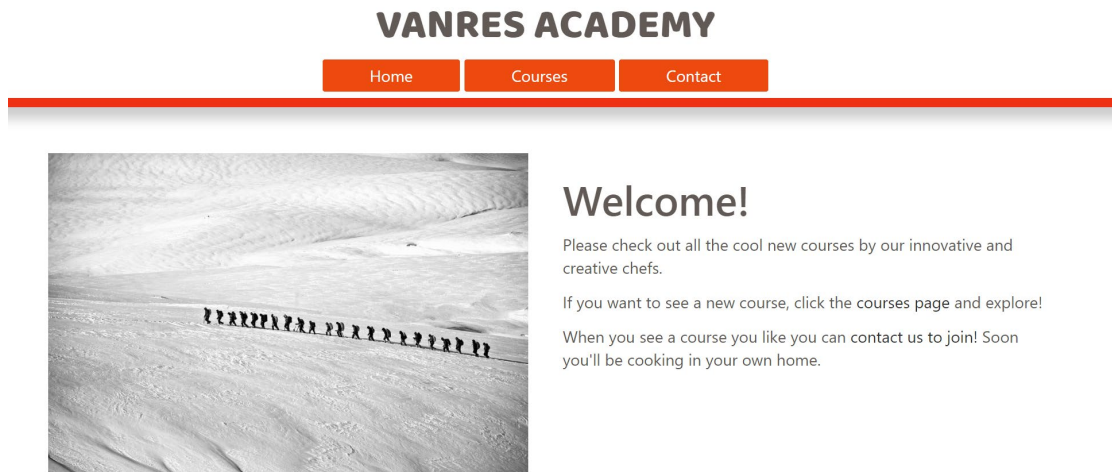 VANRES ACADEMY
Home Courses Contact
Welcome!
Please check out all the cool new courses by our innovative and
creative chefs.
If you want to see a new course, click the courses page and explore!
When you see a course you like you can contact us to join! Soon
you'll be cooking in your own home.